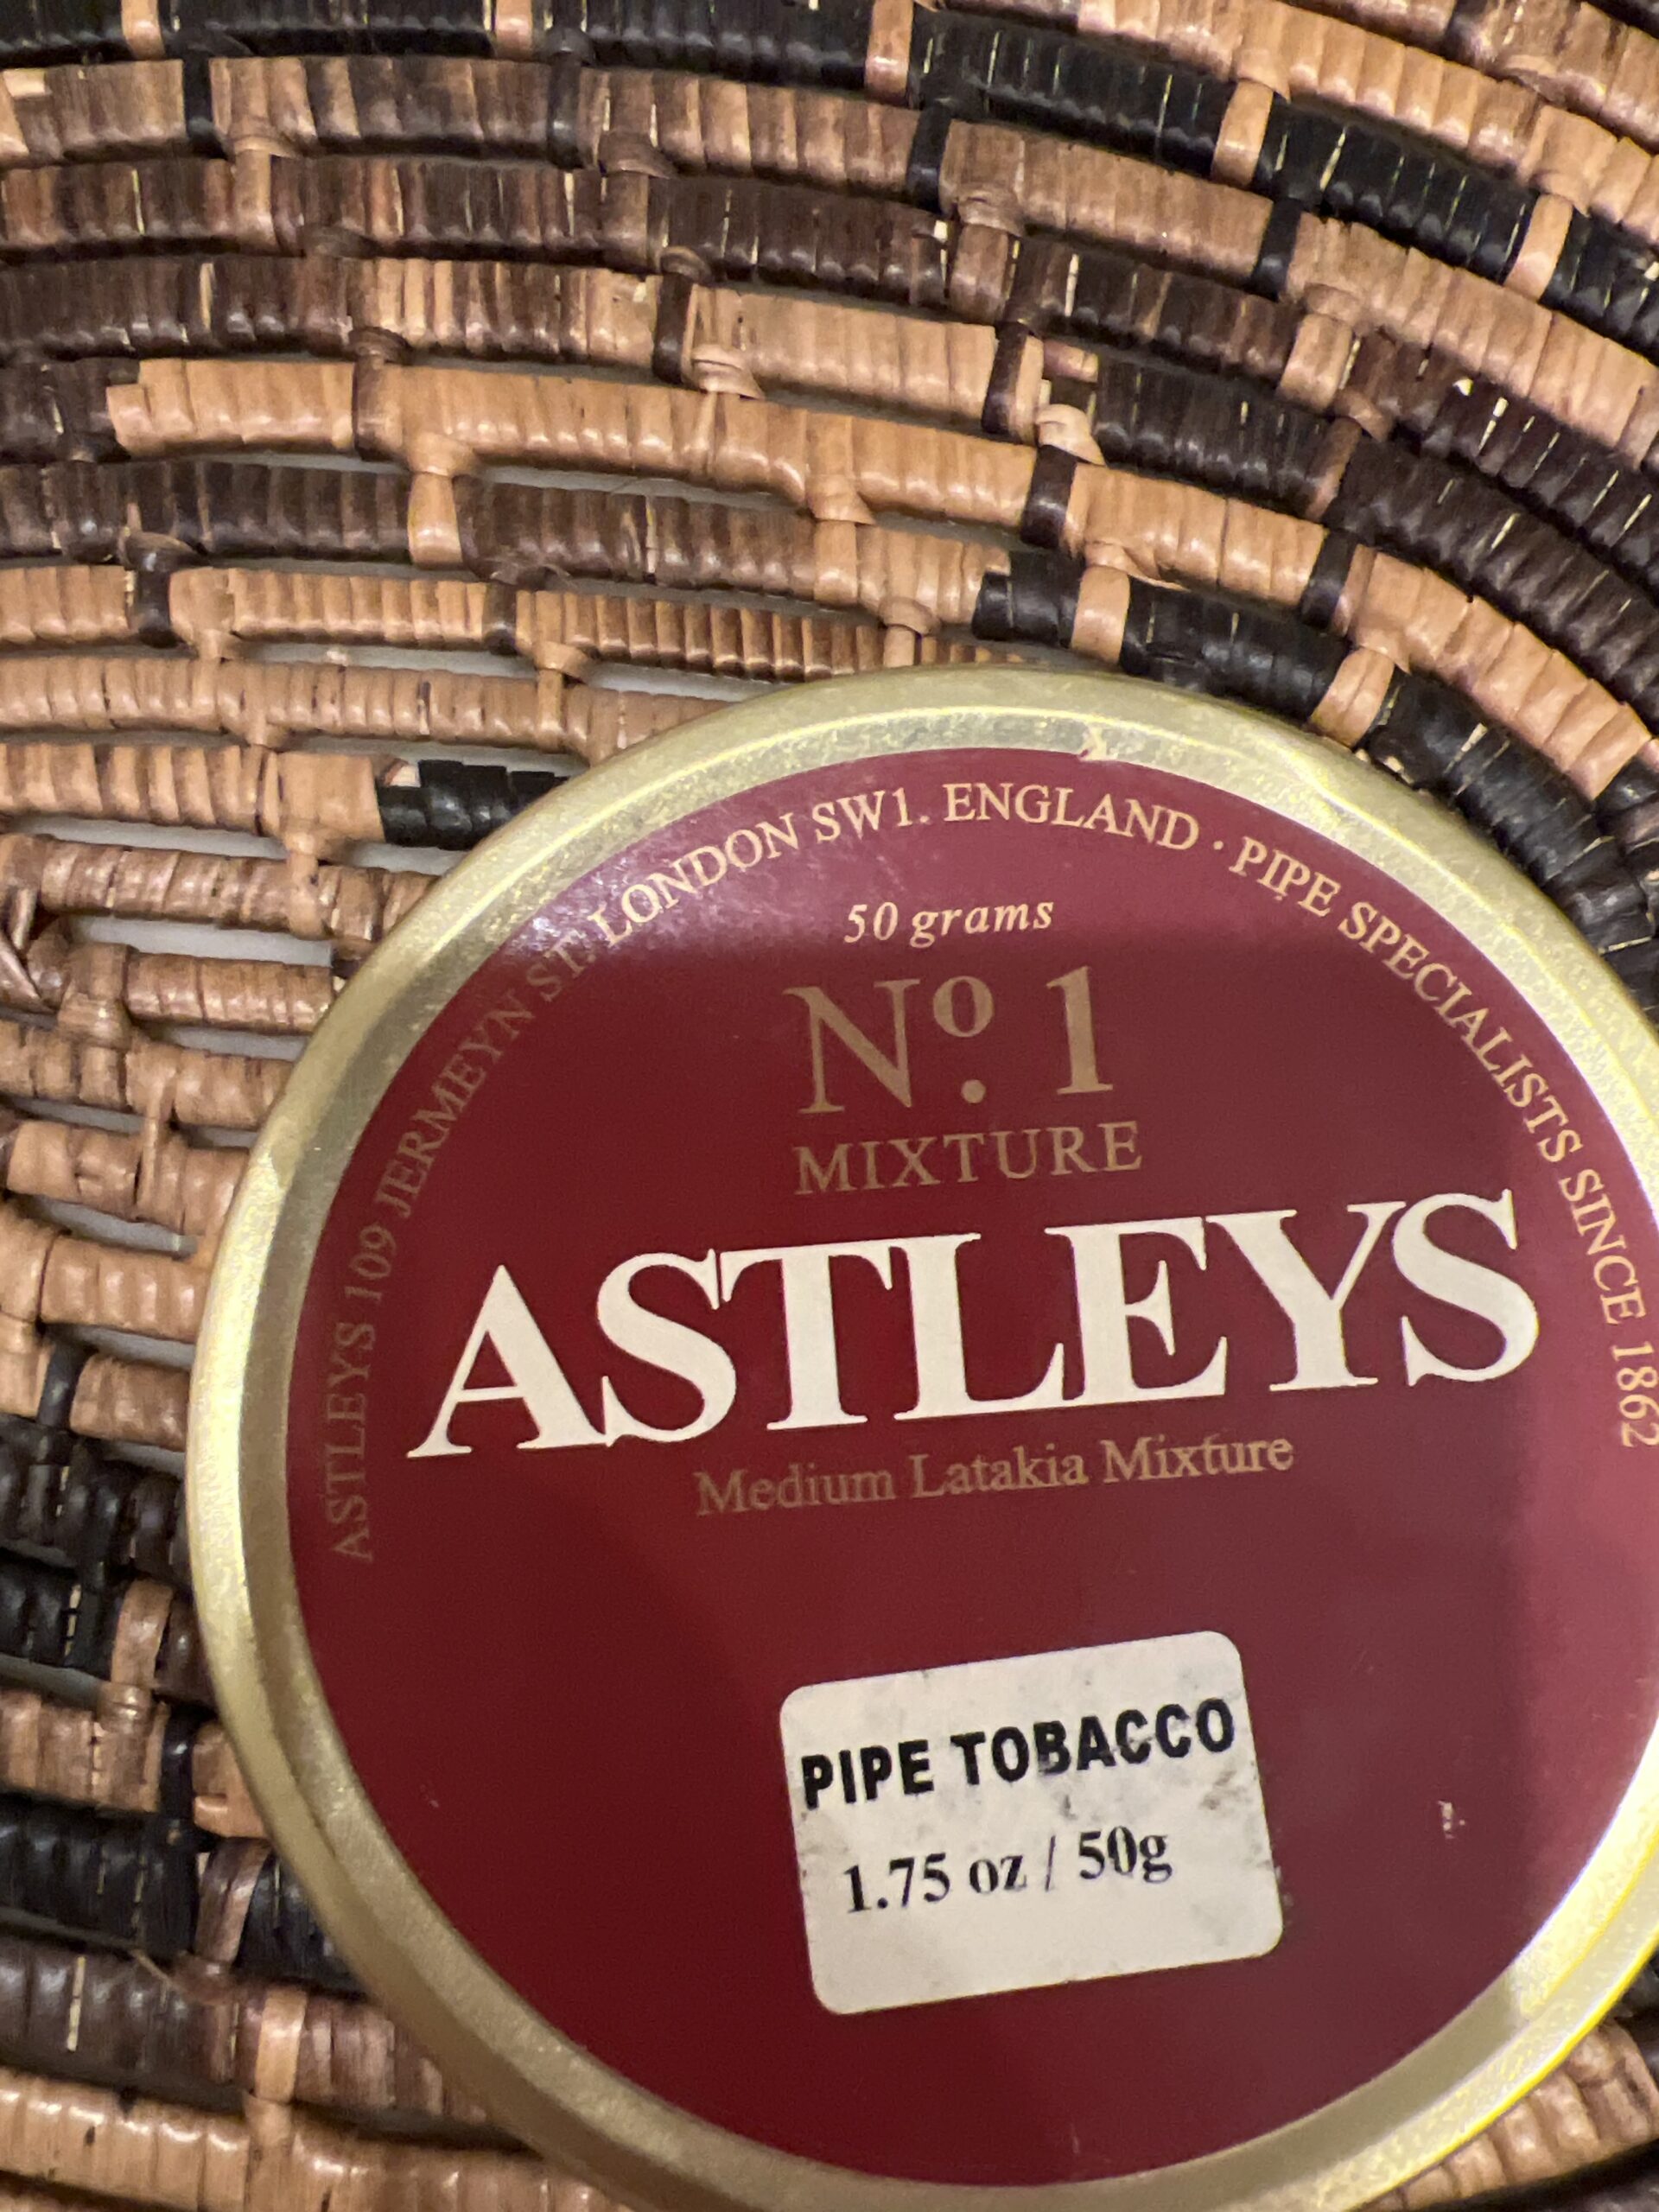 ASTLEYS 109 JERMEYN ST. LONDON SW1. ENGLAND · PIPE SPECIALISTS SINCE 1862
50 grams
Nº. 1
MIXTURE
ASTLEYS
Medium Latakia Mixture
PIPE TOBACCO
1.75 oz / 50g